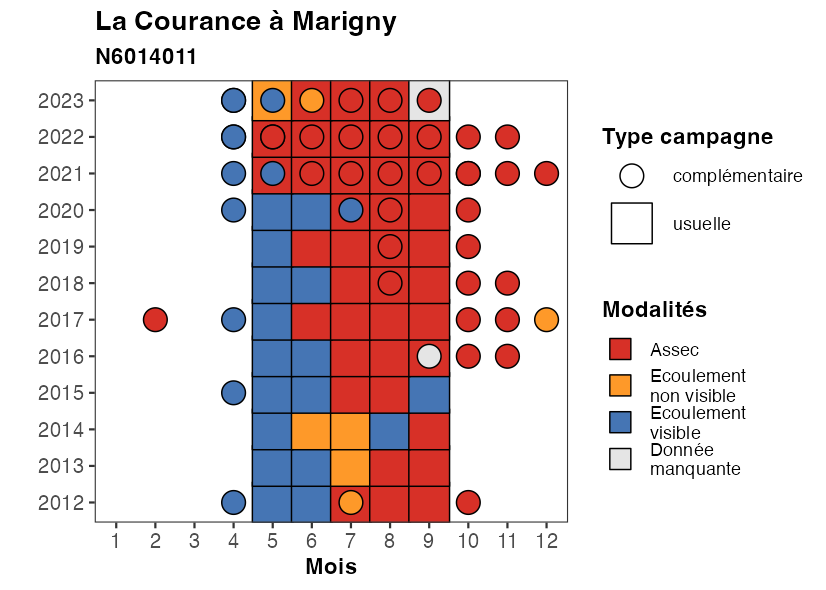 La Courance à Marigny
N6014011
2023
2022
2021
2020
2019
2018
2017
2016
2015
2014
2013
2012
1 2 3 4 5 6 7 8 9 10 11 12
Mois
Type campagne
complémentaire
usuelle
Modalités
Assec
Ecoulement
non visible
Ecoulement
visible
Donnée
manquante